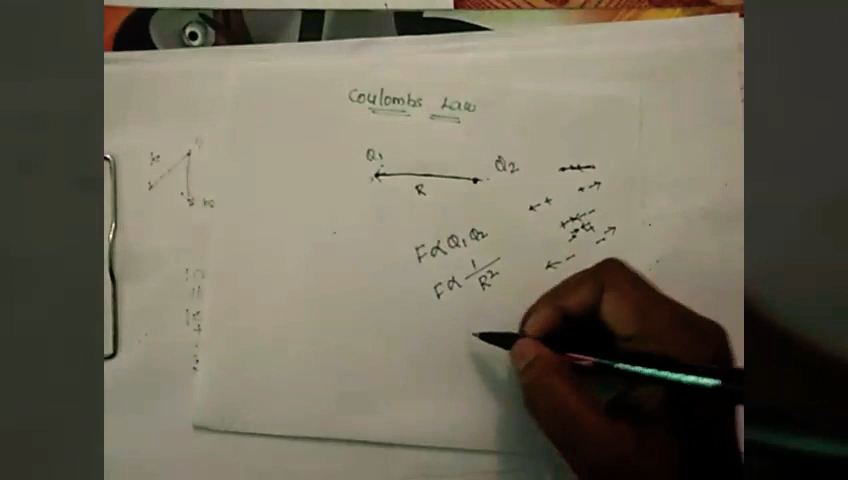 Coulombs Law
Q1 Q2
R
F∝Q1Q2
F∝ 1/R²